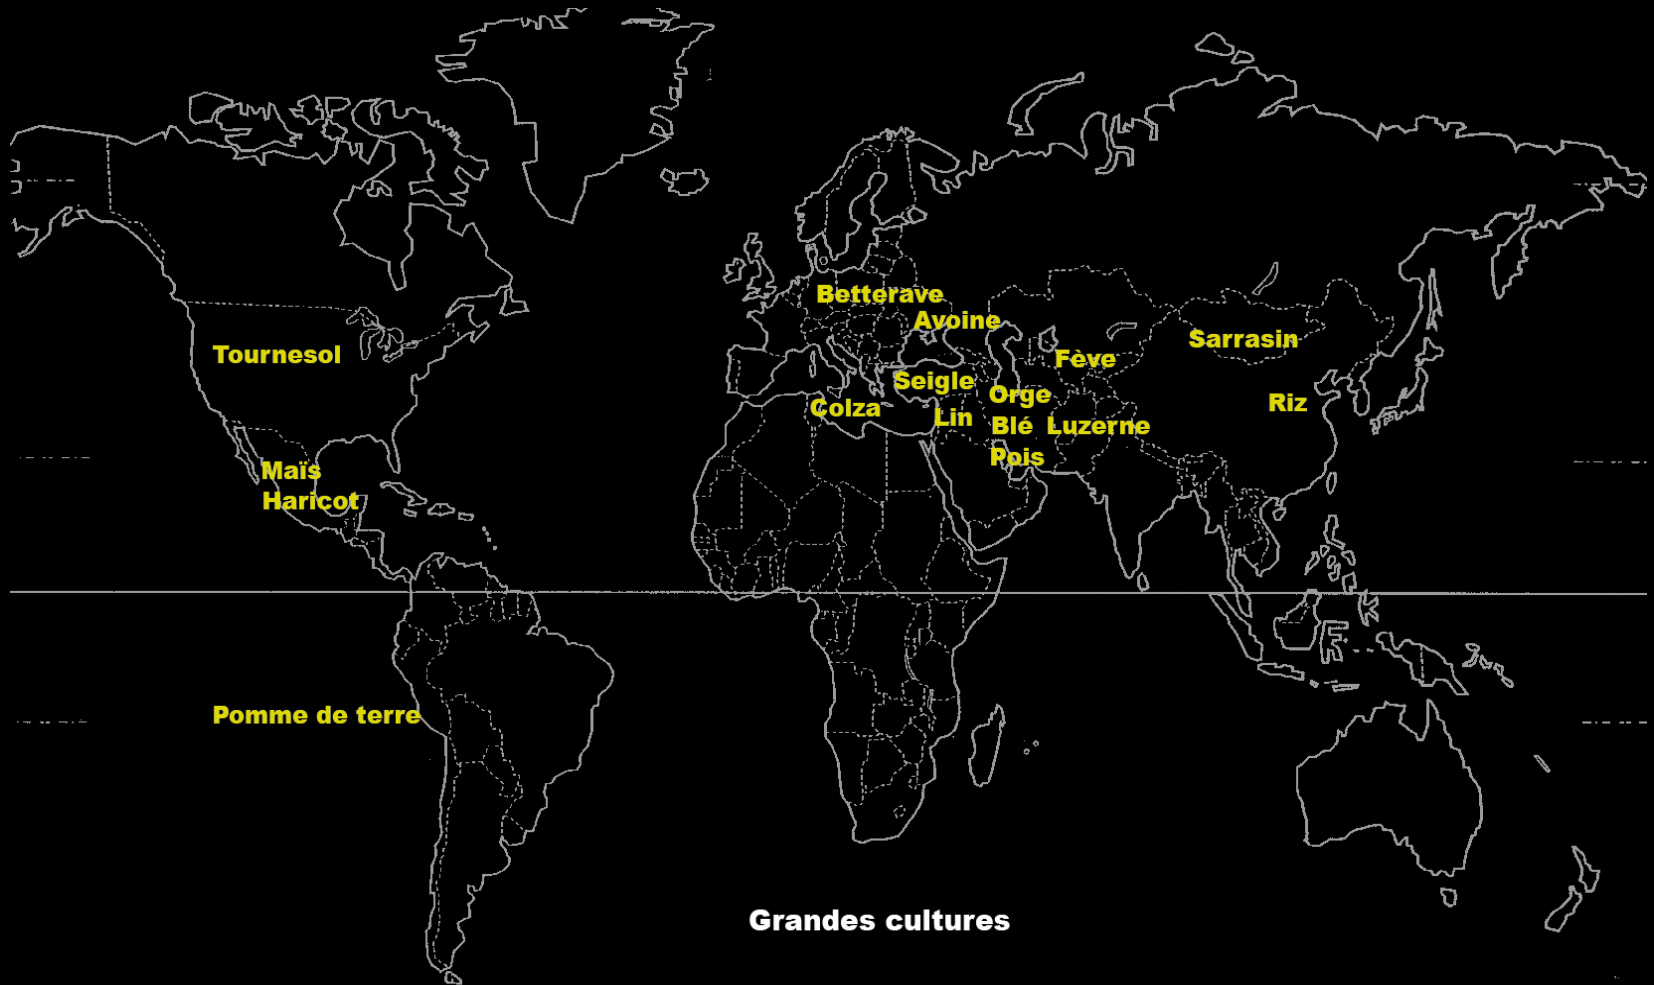 Betterave
Avoine
Sarrasin
Tournesol
Fève
Seigle
Orge
Riz
Colza
Lin
Blé
Luzerne
Pois
Maïs
Haricot
Pomme de terre
Grandes cultures